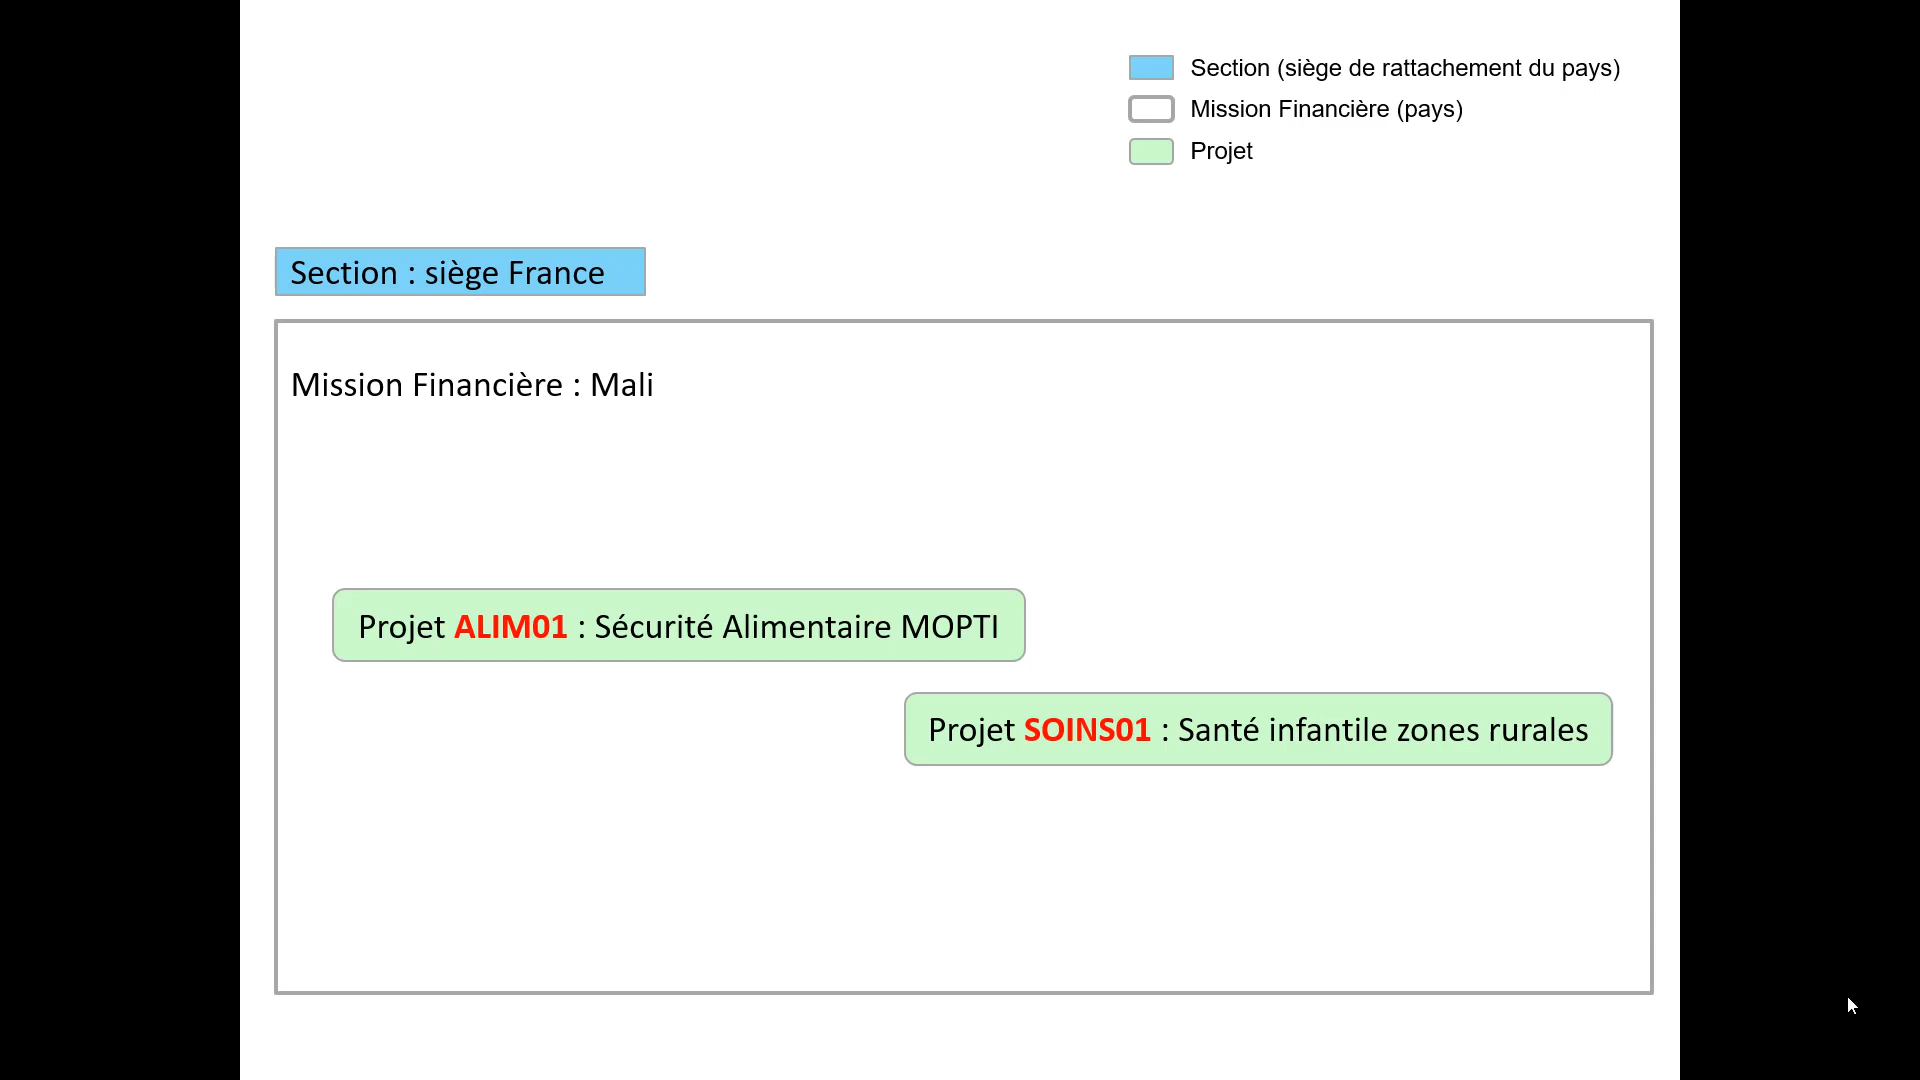 Section (siège de rattachement du pays)
Mission Financière (pays)
Projet
Section : siège France
Mission Financière : Mali
Projet ALIM01 : Sécurité Alimentaire MOPTI
Projet SOINS01 : Santé infantile zones rurales